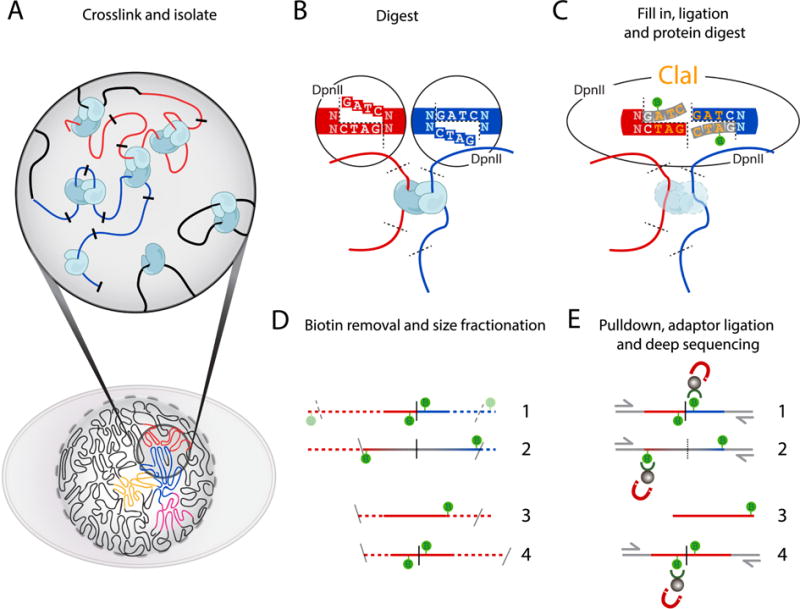 A
Crosslink and isolate
B
Digest
DpnII
N GATC N
N CTAG N
N GATC N
N CTAG N
C
Fill in, ligation
and protein digest
DpnII
ClaI
N GATC GATC N
N CTAG CTAG N
DpnII
D
Biotin removal and size fractionation
B
1
2
3
4
E
Pulldown, adaptor ligation
and deep sequencing
1
2
3
4